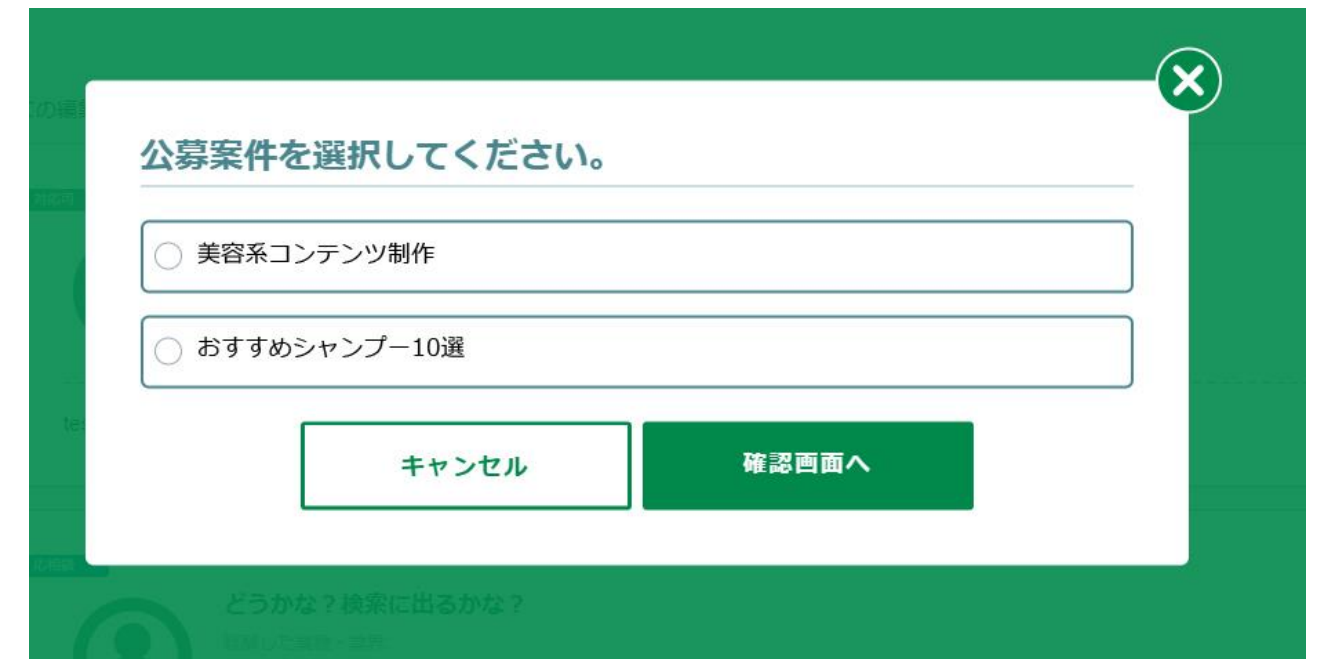 公募案件を選択してください。
美容系コンテンツ制作
おすすめシャンプー10選
キャンセル
確認画面へ
どうかな？検索に出るかな？